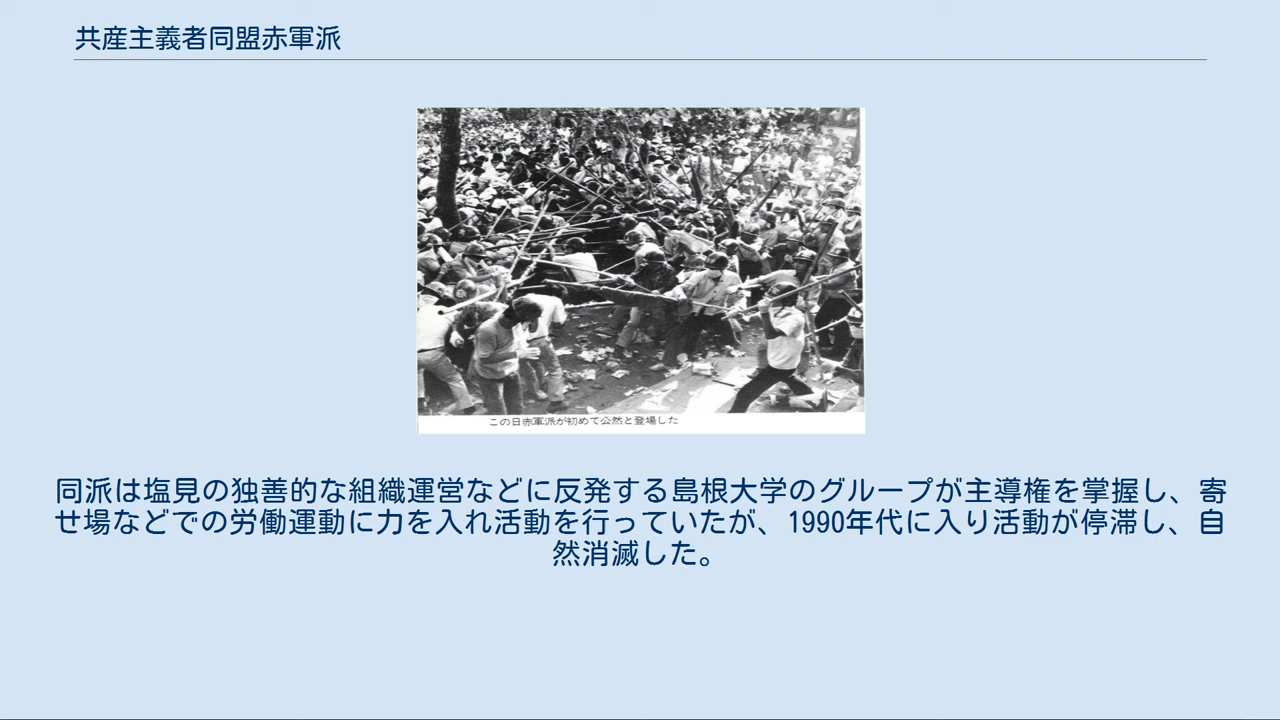 共産主義者同盟赤軍派
この日赤軍派が初めて公然と登場した
同派は塩見の独善的な組織運営などに反発する島根大学のグループが主導権を掌握し、寄
せ場などでの労働運動に力を入れ活動を行っていたが、1990年代に入り活動が停滞し、自
然消滅した。